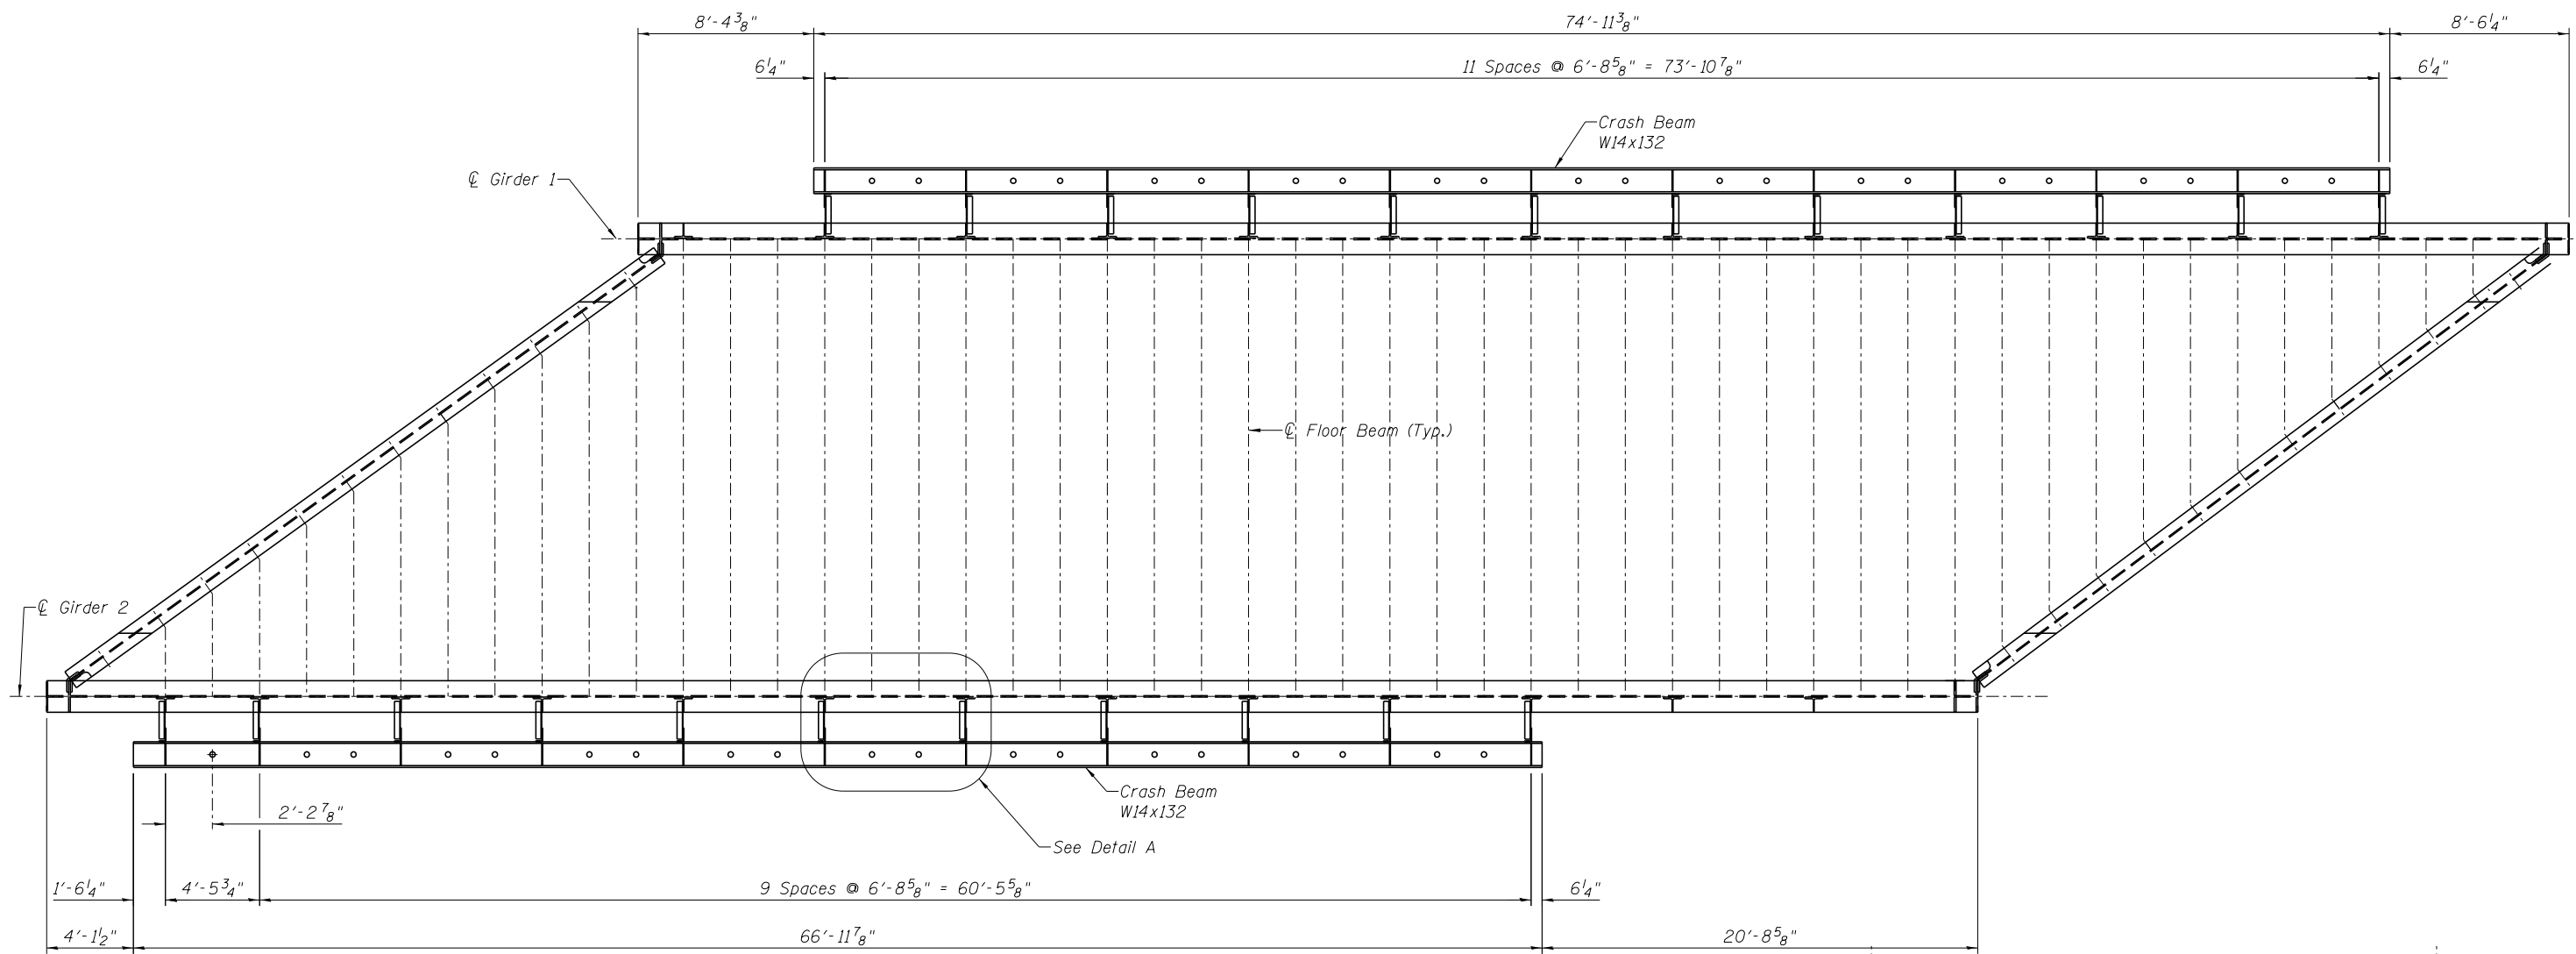 8'-4 3/8"
74'-11 3/8"
8'-6 1/4"
6 1/4"
11 Spaces @ 6'-8 5/8" = 73'-10 7/8"
6 1/4"
Crash Beam
W14x132
℄ Girder 1
℄ Floor Beam (Typ.)
℄ Girder 2
Crash Beam
W14x132
2'-2 7/8"
See Detail A
1'-6 1/4"
4'-5 3/4"
9 Spaces @ 6'-8 5/8" = 60'-5 5/8"
6 1/4"
4'-1 1/2"
66'-11 7/8"
20'-8 5/8"